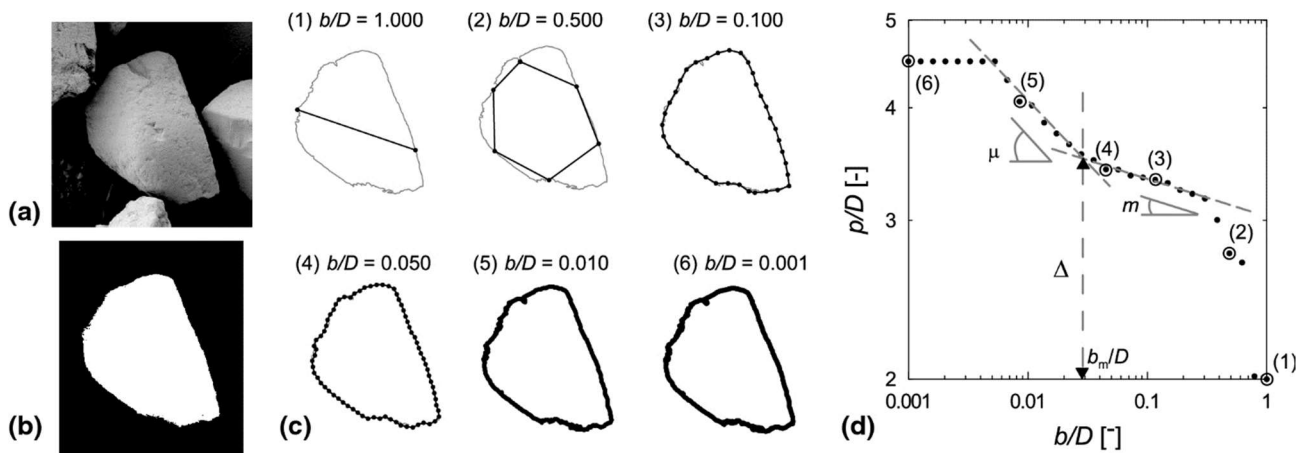 (1) b/D = 1.000
(2) b/D = 0.500
(3) b/D = 0.100
(a)
(4) b/D = 0.050
(5) b/D = 0.010
(6) b/D = 0.001
(b)
(c)
5
4
3
2
p/D [-]
(6)
(5)
(4)
(3)
(2)
(1)
μ
m
Δ
bm/D
0.001
0.01
0.1
1
(d)
b/D [-]